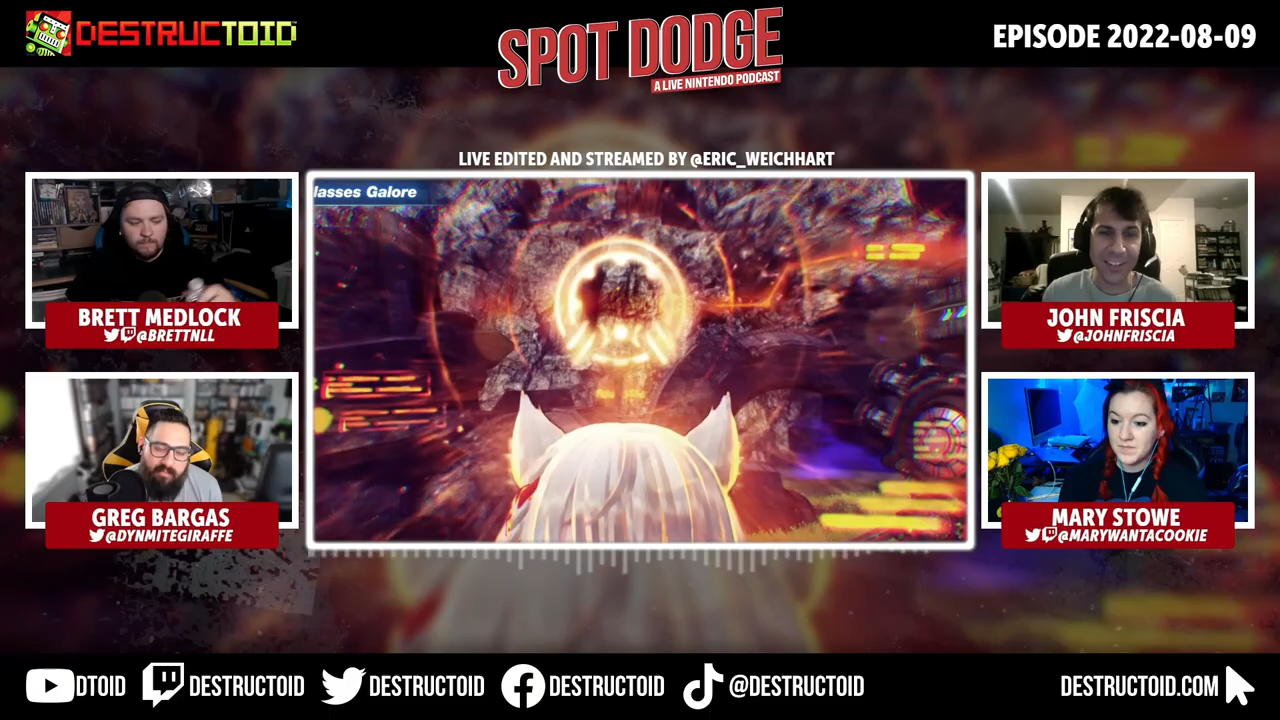 DESTRUCTOID
SPOT DODGE
A LIVE NINTENDO PODCAST
EPISODE 2022-08-09
LIVE EDITED AND STREAMED BY @ERIC_WEICHHART
lasses Galore
BRETT MEDLOCK
@BRETTNLL
JOHN FRISCIA
@JOHNFRISCIA
GREG BARGAS
@DYNMITEGIRAFFE
MARY STOWE
@MARYWANTACOOKIE
DTOID
DESTRUCTOID
DESTRUCTOID
DESTRUCTOID
@DESTRUCTOID
DESTRUCTOID.COM